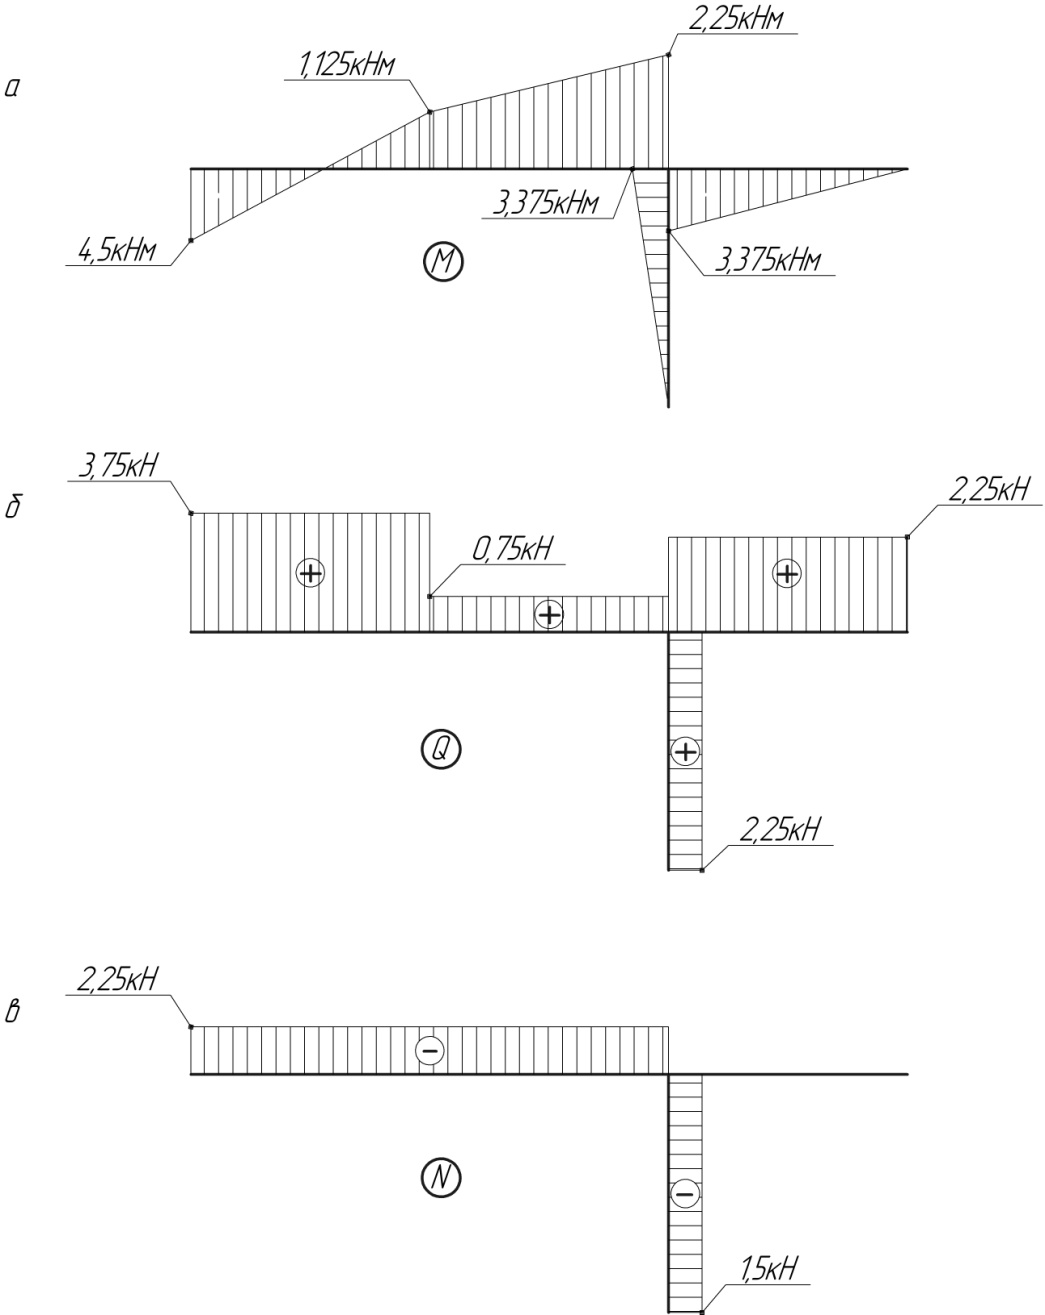 2,25кНм
1,125кНм
а
3,375кНм
4,5кНм
М
3,375кНм
3,75кН
2,25кН
б
0,75кН
+
+
+
Q
+
2,25кН
2,25кН
в
−
N
−
1,5кН